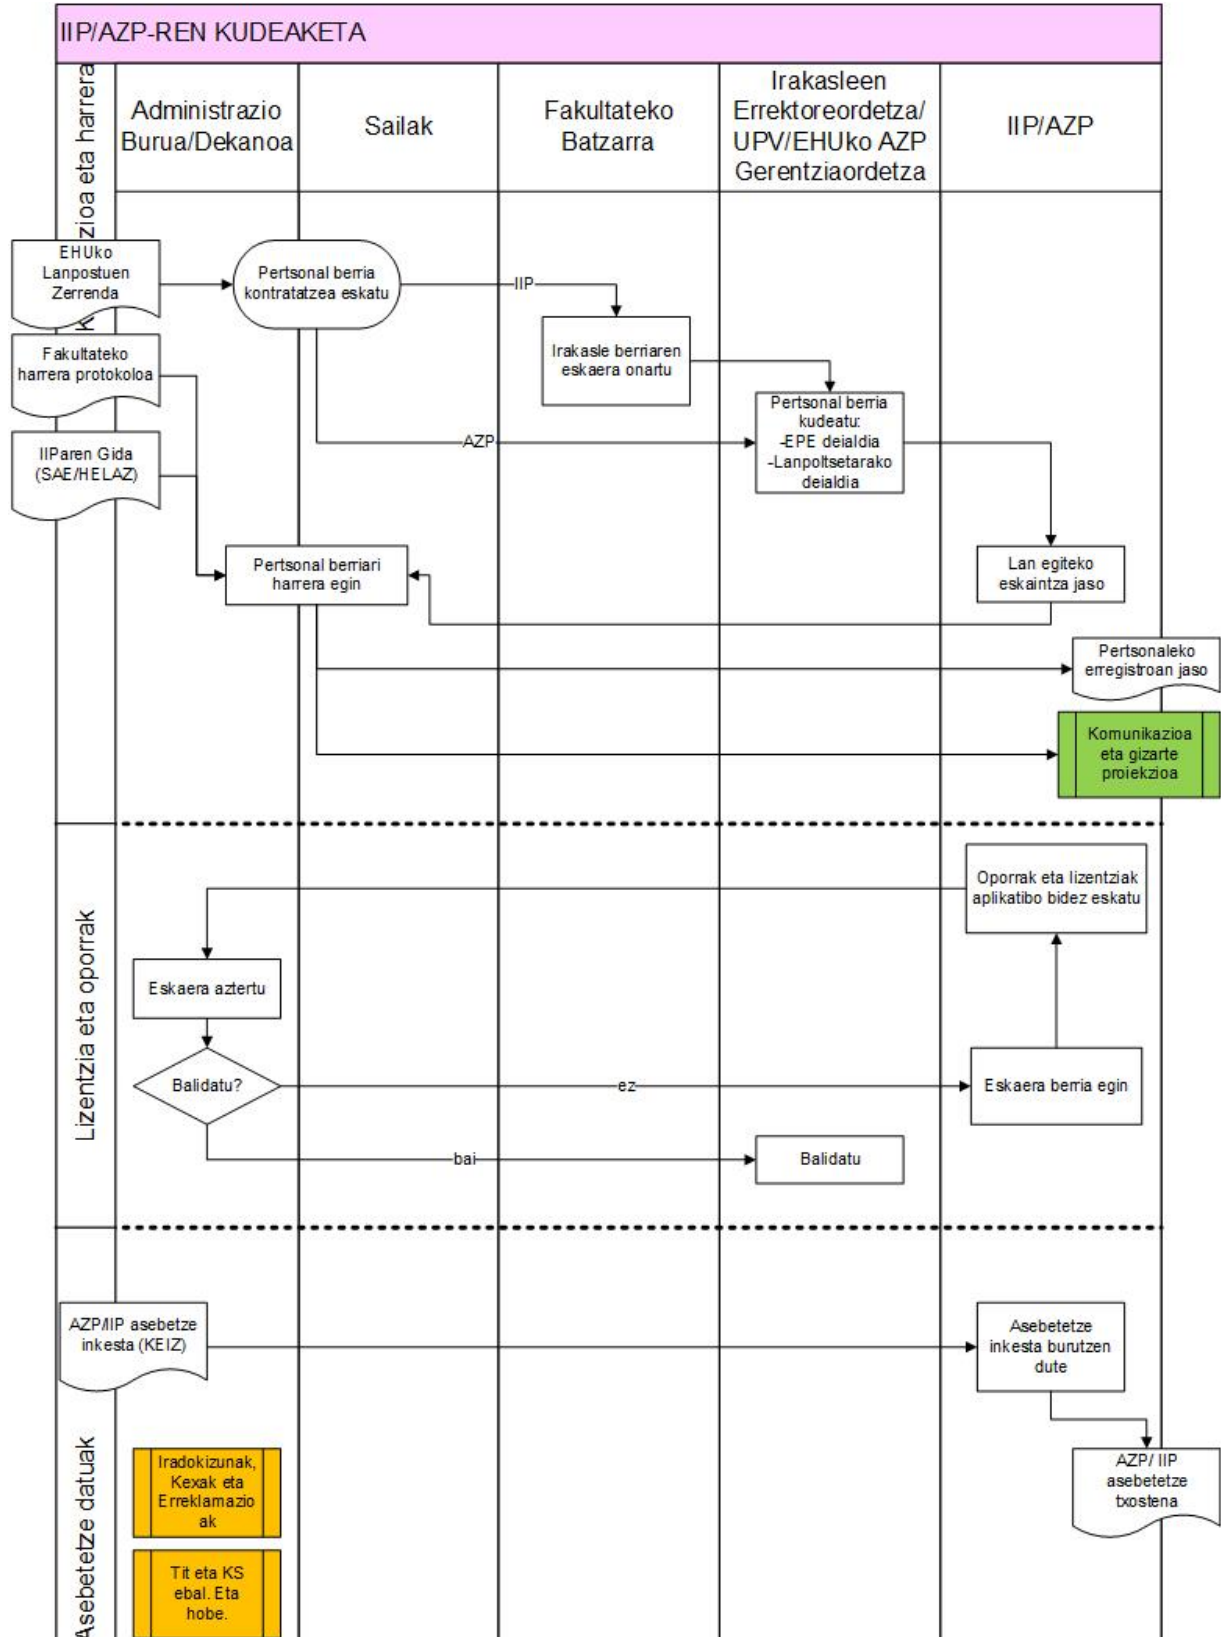 IIP/AZP-REN KUDEAKETA
Administrazio
Burua/Dekanoa
Sailak
Fakultateko
Batzarra
Irakasleen
Errektoreordetza/
UPV/EHUko AZP
Gerentziaordetza
IIP/AZP
zioa eta harrera
EHUko
Lanpostuen
Zerrenda
Pertsonal berria
kontratatzea eskatu
IIP
Fakultateko
harrera protokoloa
Irakasle berriaren
eskaera onartu
Pertsonal berria
kudeatu:
-EPE deialdia
-Lanpoltsetarako
deialdia
AZP
IIParen Gida
(SAE/HELAZ)
Pertsonal berriari
harrera egin
Lan egiteko
eskaintza jaso
Pertsonaleko
erregistroan jaso
Komunikazioa
eta gizarte
proiekzioa
Lizentzia eta oporrak
Oporrak eta lizentziak
aplikatibo bidez eskatu
Eskaera aztertu
Balidatu?
ez
Eskaera berria egin
bai
Balidatu
Asebetetze datuak
AZP/IIP asebetze
inkesta (KEIZ)
Asebetetze
inkesta burutzen
dute
AZP/ IIP
asebetetze
txostena
Iradokizunak,
Kexak eta
Erreklamazio
ak
Tit eta KS
ebal. Eta
hobe.